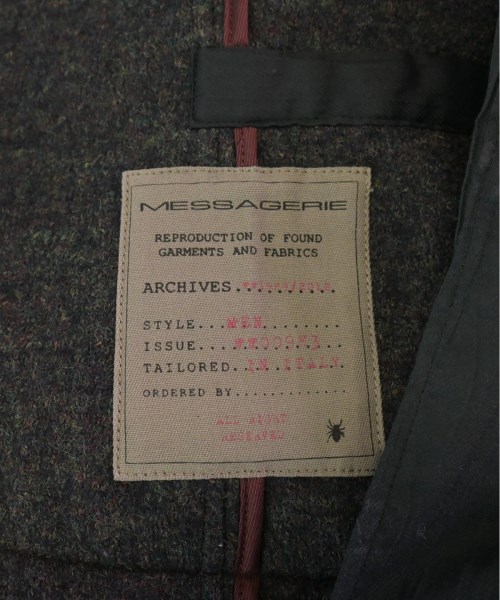 MESSAGERIE
REPRODUCTION OF FOUND
GARMENTS AND FABRICS
ARCHIVES..........
STYLE...MEN.........
ISSUE...
TAILORED..IN ITALY.
ORDERED BY.............
ALL RIGHT
RESERVED